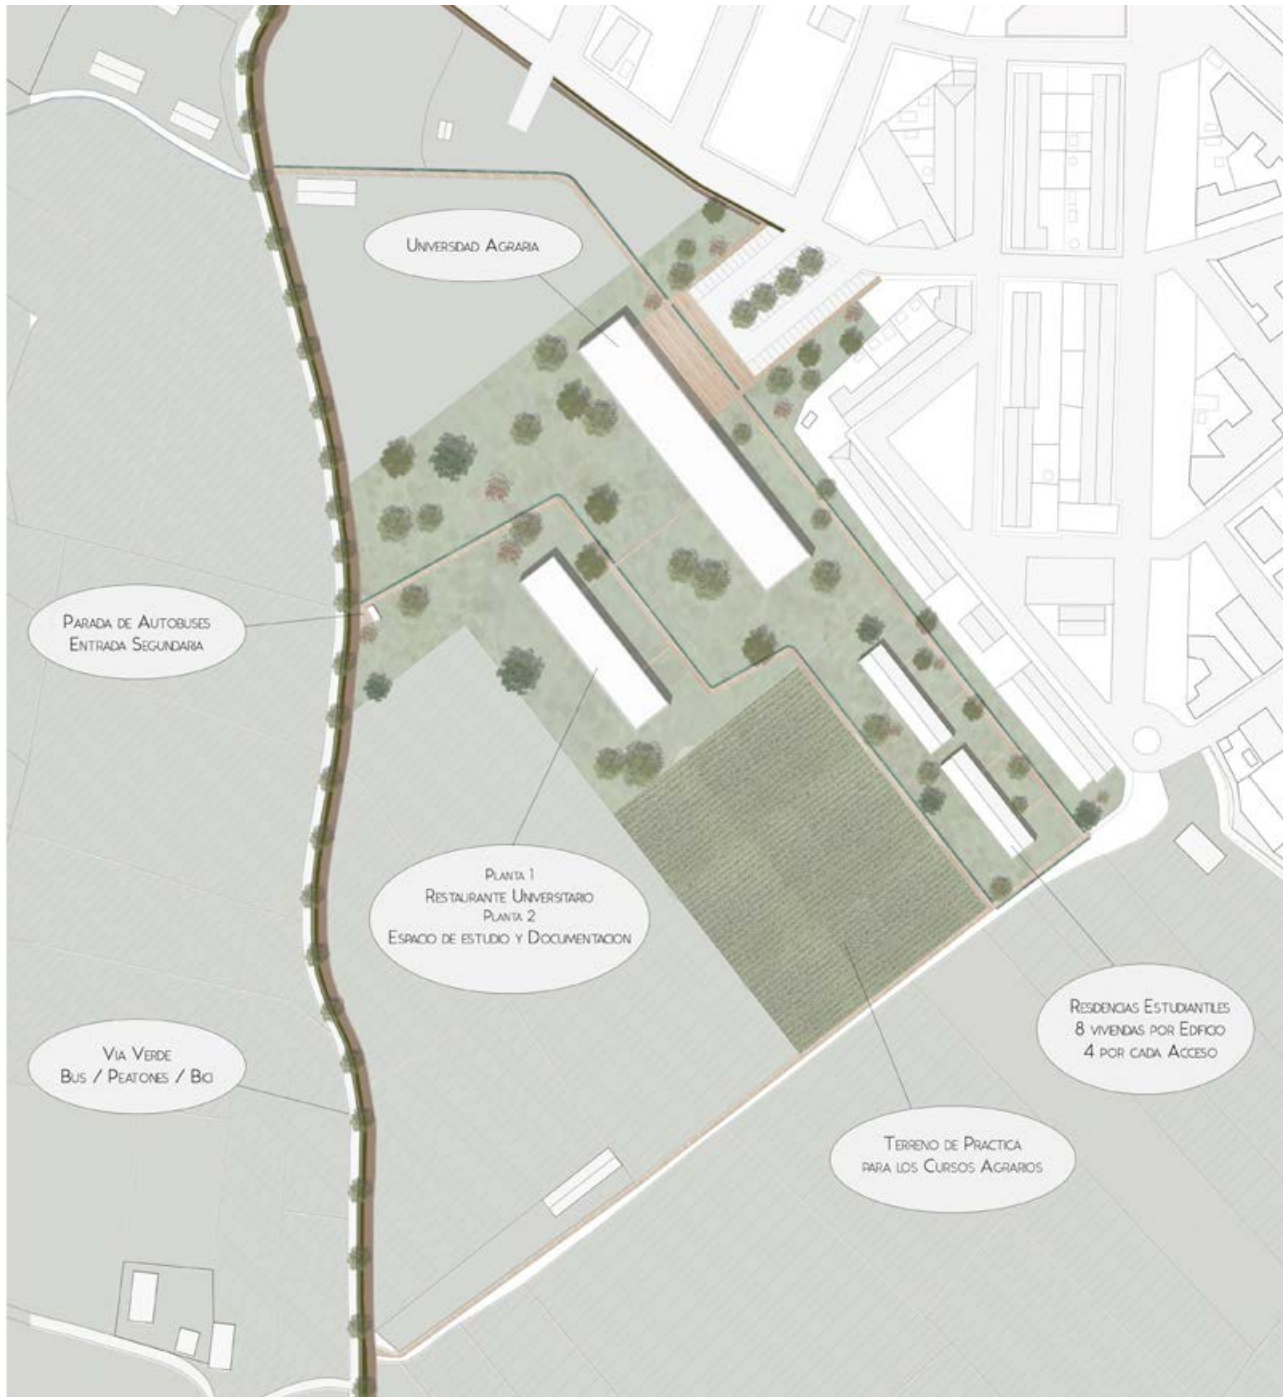 UNIVERSIDAD AGRARIA
PARADA DE AUTOBUSES
ENTRADA SEGUNDARIA
PLANTA 1
RESTAURANTE UNIVERSITARIO
PLANTA 2
ESPACIO DE ESTUDIO Y DOCUMENTACION
RESIDENCIAS ESTUDIANTILES
8 VIVIENDAS POR EDIFICIO
4 POR CADA ACCESO
VIA VERDE
BUS / PEATONES / BICI
TERRENO DE PRACTICA
PARA LOS CURSOS AGRARIOS